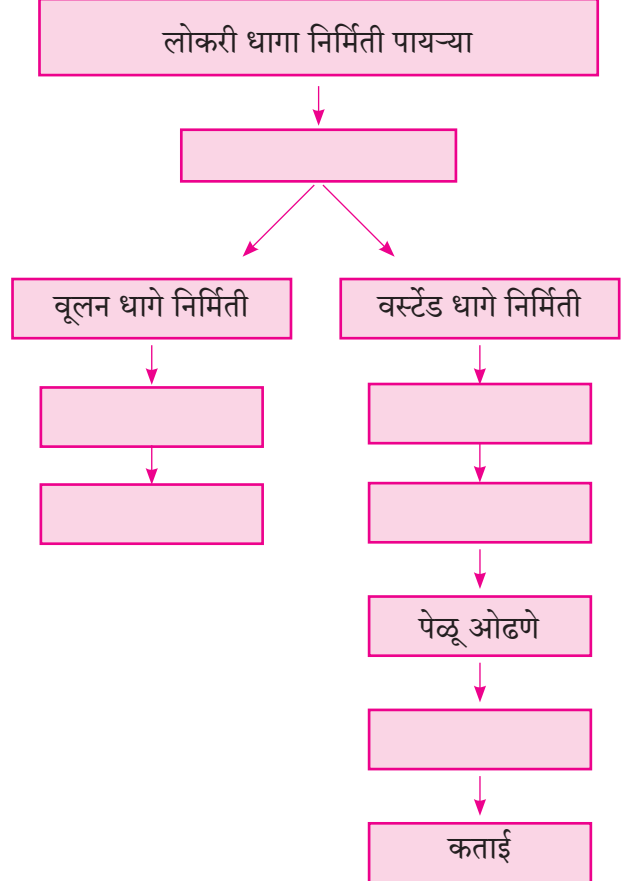 लोकरी धागा निर्मिती पायऱ्या
वूलन धागे निर्मिती
वर्स्टेड धागे निर्मिती
पेळू ओढणे
कताई